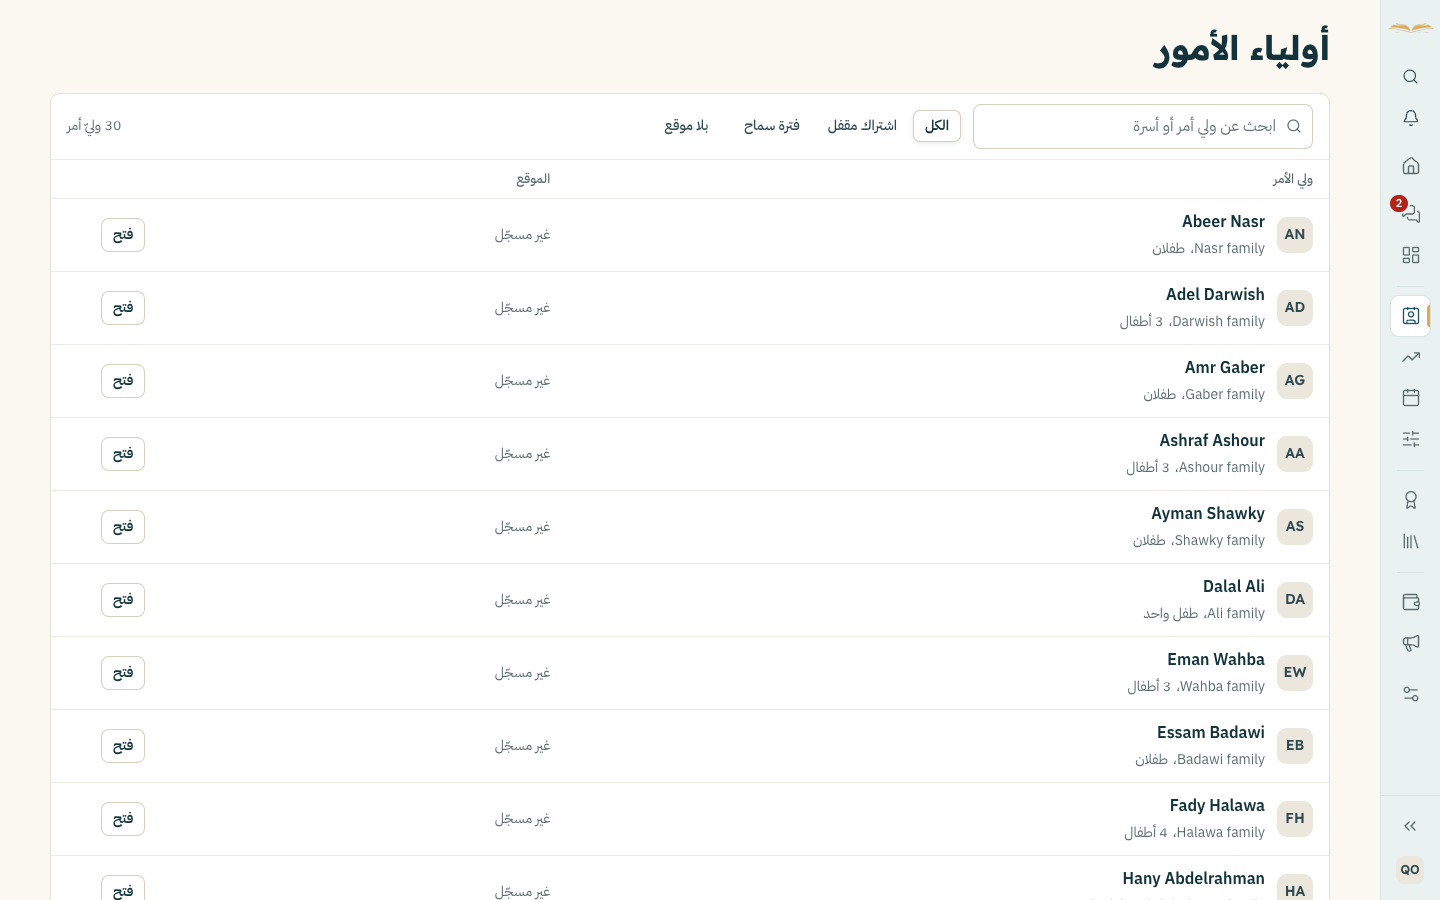 أولياء الأمور
ابحث عن ولي أمر أو أسرة
الكل
اشتراك مقفل
فترة سماح
بلا موقع
30 وليّ أمر
ولي الأمر
الموقع
AN
Abeer Nasr
Nasr family، طفلان
غير مسجّل
فتح
AD
Adel Darwish
Darwish family، 3 أطفال
غير مسجّل
فتح
AG
Amr Gaber
Gaber family، طفلان
غير مسجّل
فتح
AA
Ashraf Ashour
Ashour family، 3 أطفال
غير مسجّل
فتح
AS
Ayman Shawky
Shawky family، طفلان
غير مسجّل
فتح
DA
Dalal Ali
Ali family، طفل واحد
غير مسجّل
فتح
EW
Eman Wahba
Wahba family، 3 أطفال
غير مسجّل
فتح
EB
Essam Badawi
Badawi family، طفلان
غير مسجّل
فتح
FH
Fady Halawa
Halawa family، 4 أطفال
غير مسجّل
فتح
HA
Hany Abdelrahman
غير مسجّل
فتح
2
QO